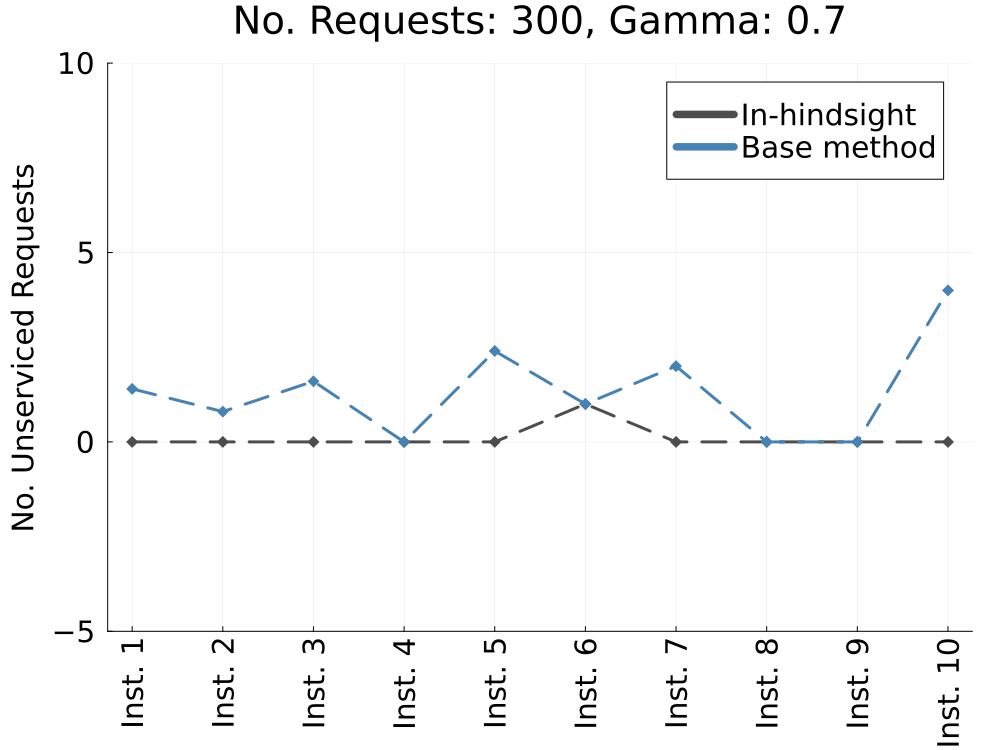 No. Requests: 300, Gamma: 0.7
No. Unserviced Requests
10
5
0
−5
In-hindsight
Base method
Inst. 1
Inst. 2
Inst. 3
Inst. 4
Inst. 5
Inst. 6
Inst. 7
Inst. 8
Inst. 9
Inst. 10